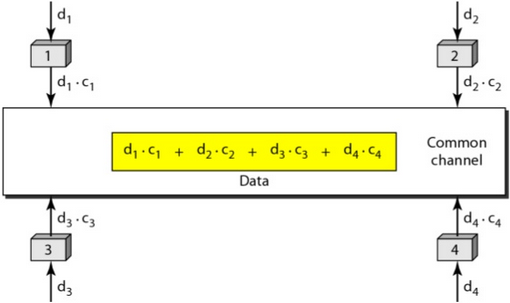 d₁ d₂
1 2
d₁ · c₁ d₂ · c₂
d₁ · c₁ + d₂ · c₂ + d₃ · c₃ + d₄ · c₄
Common
channel
Data
d₃ · c₃ d₄ · c₄
3 4
d₃ d₄